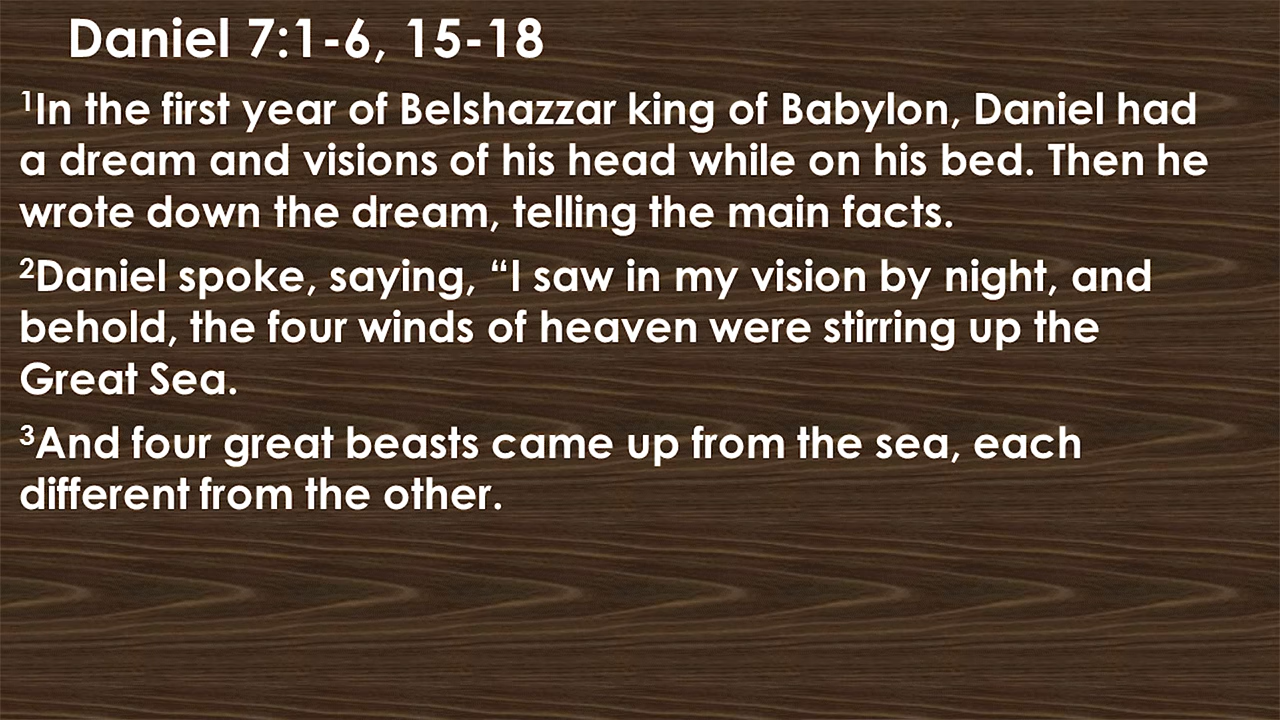 Daniel 7:1-6, 15-18
¹In the first year of Belshazzar king of Babylon, Daniel had
a dream and visions of his head while on his bed. Then he
wrote down the dream, telling the main facts.
²Daniel spoke, saying, “I saw in my vision by night, and
behold, the four winds of heaven were stirring up the
Great Sea.
³And four great beasts came up from the sea, each
different from the other.